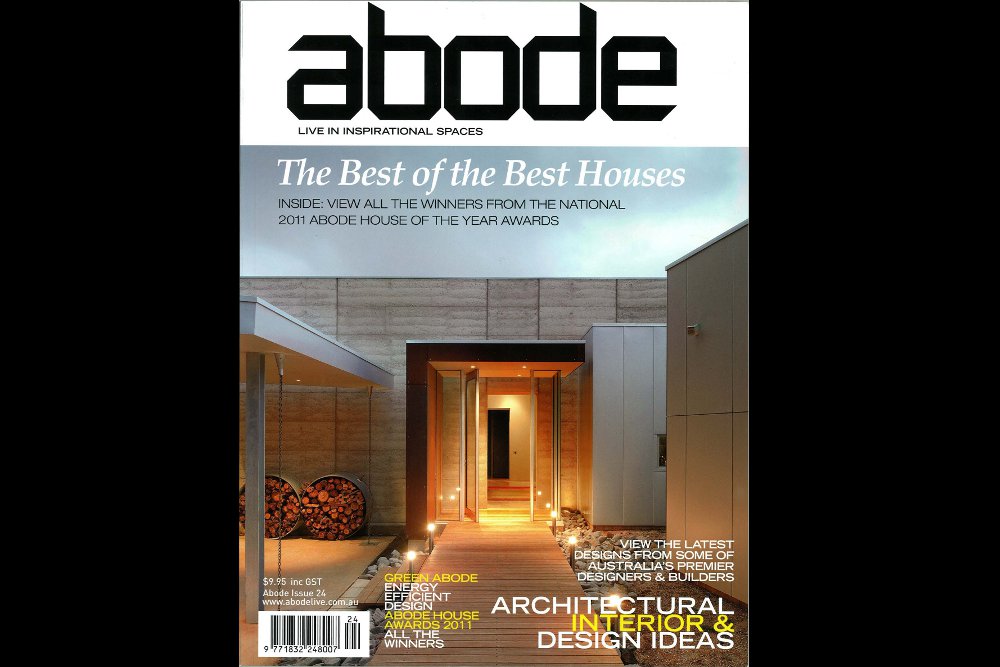 abode
LIVE IN INSPIRATIONAL SPACES
The Best of the Best Houses
INSIDE: VIEW ALL THE WINNERS FROM THE NATIONAL
2011 ABODE HOUSE OF THE YEAR AWARDS
VIEW THE LATEST
DESIGNS FROM SOME OF
AUSTRALIA'S PREMIER
DESIGNERS & BUILDERS
$9.95 inc GST
Abode Issue 24
www.abodelive.com.au
GREEN ABODE
ENERGY
EFFICIENT
DESIGN
ABODE HOUSE
AWARDS 2011
ALL THE
WINNERS
ARCHITECTURAL
INTERIOR &
DESIGN IDEAS
24
9 771832 248007